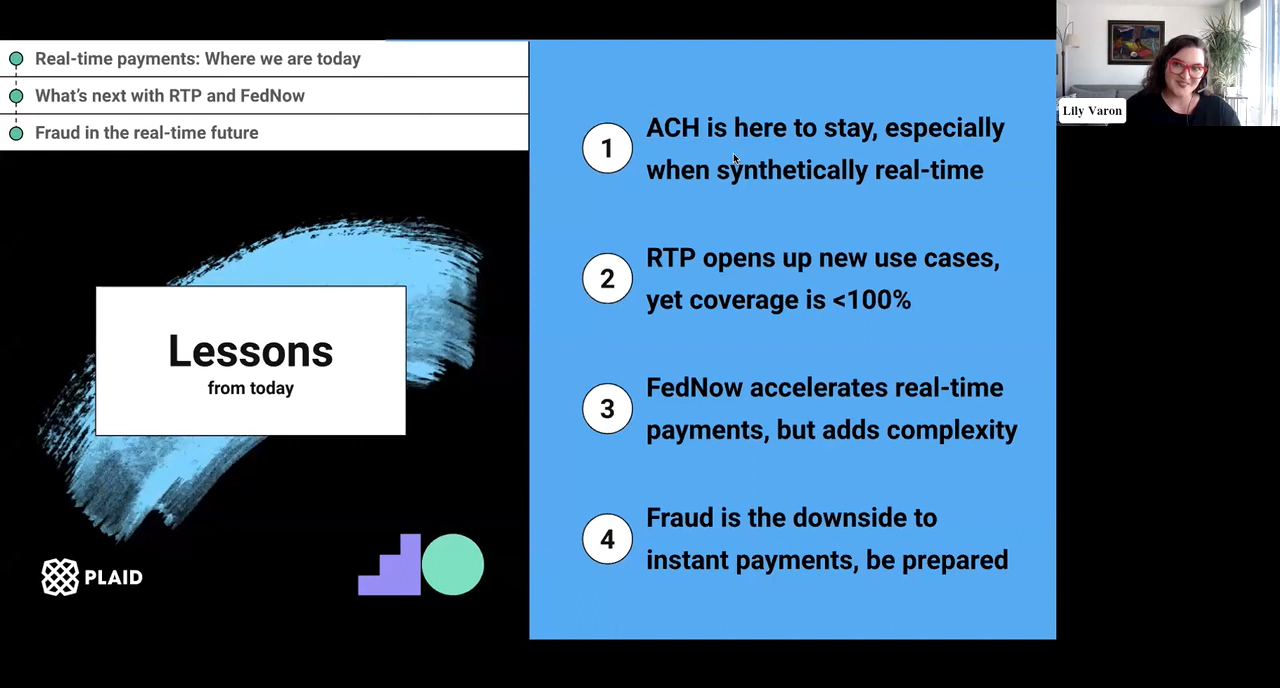 Real-time payments: Where we are today
What's next with RTP and FedNow
Fraud in the real-time future
Lessons
from today
PLAID
1
ACH is here to stay, especially
when synthetically real-time
2
RTP opens up new use cases,
yet coverage is <100%
3
FedNow accelerates real-time
payments, but adds complexity
4
Fraud is the downside to
instant payments, be prepared
Lily Varon